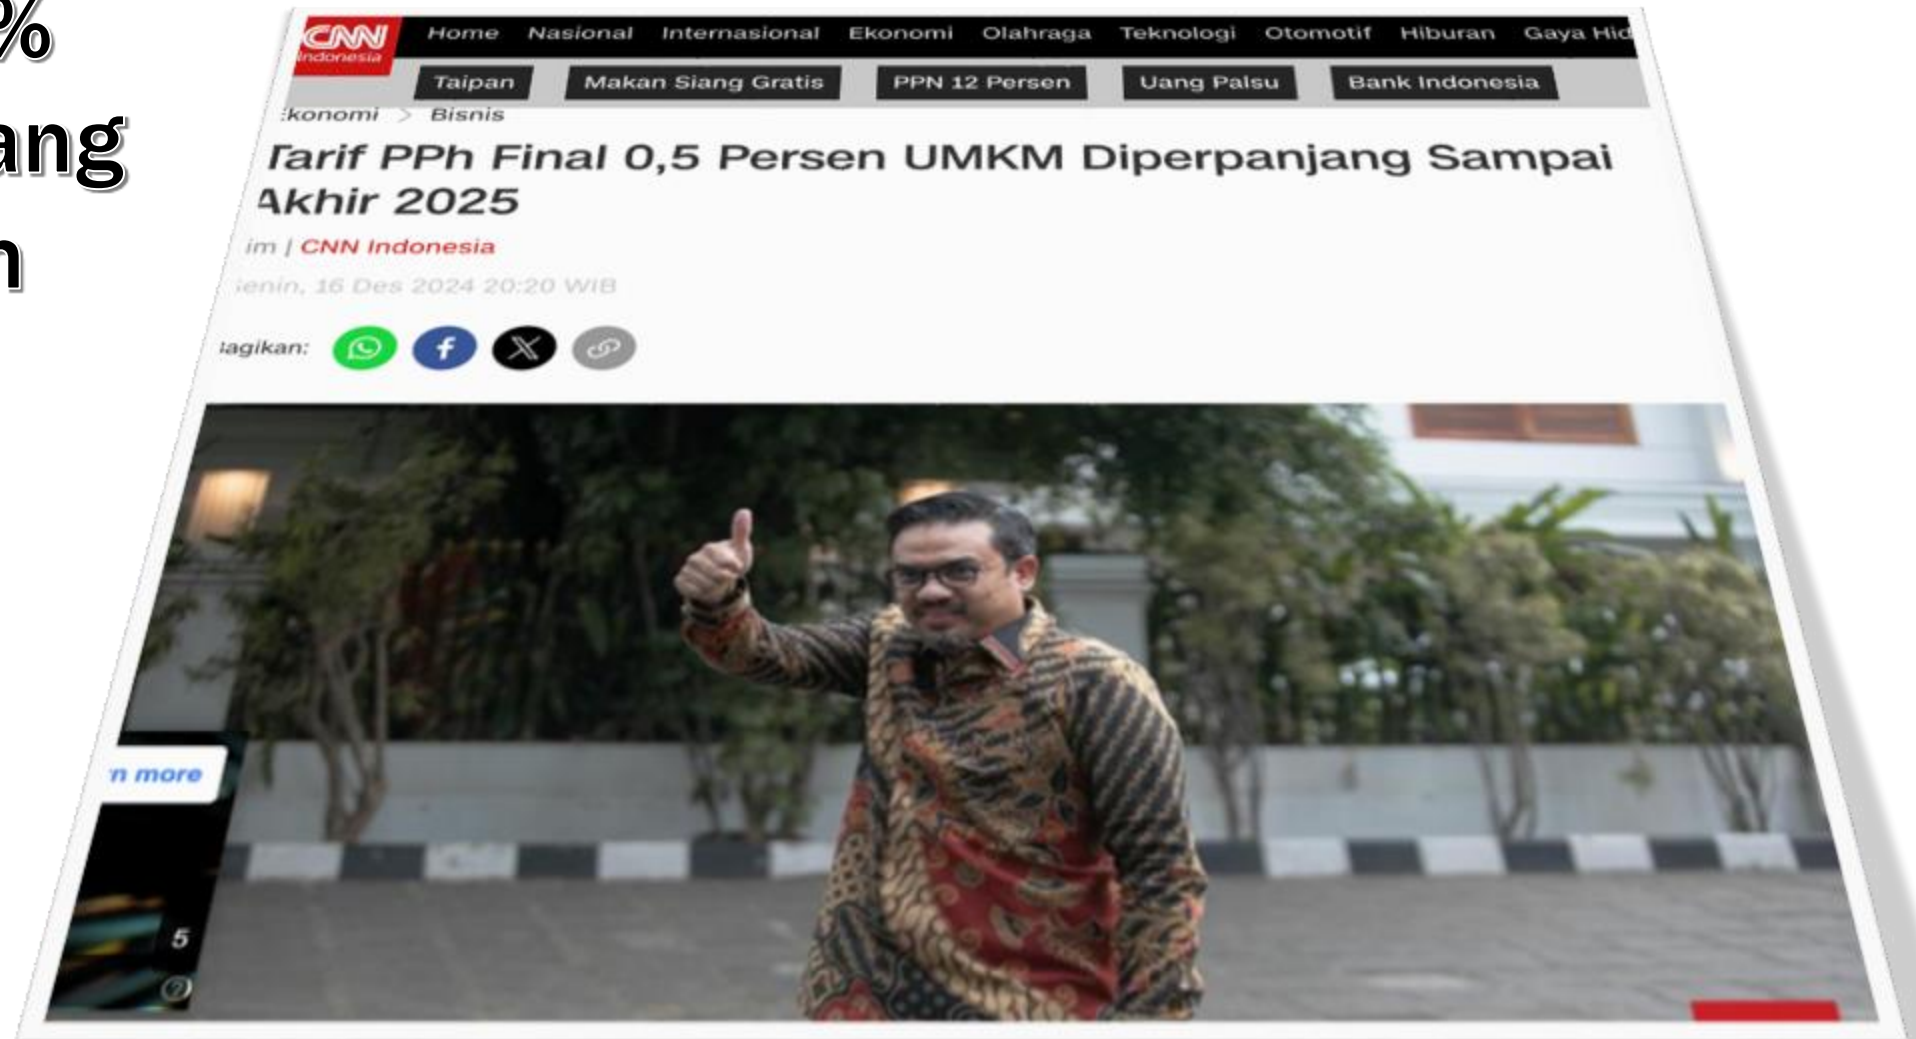 %
ang
n
CNN Indonesia
Home Nasional Internasional Ekonomi Olahraga Teknologi Otomotif Hiburan Gaya Hid
Taipan Makan Siang Gratis PPN 12 Persen Uang Palsu Bank Indonesia
konomi > Bisnis
Tarif PPh Final 0,5 Persen UMKM Diperpanjang Sampai
Akhir 2025
im | CNN Indonesia
enin, 16 Des 2024 20:20 WIB
agikan:
n more
5